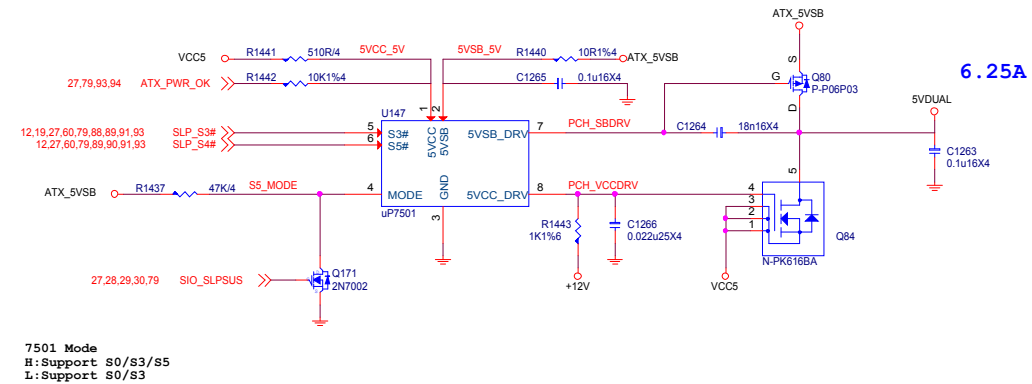 ATX_5VSB
VCC5 R1441 510R/4 5VCC_5V 5VSB_5V R1440 10R1%4 ATX_5VSB
S
27,79,93,94 ATX_PWR_OK R1442 10K1%4 C1265 0.1u16X4 G Q80
P-P06P03
6.25A
D
U147 1 2 5VDUAL
12,19,27,60,79,88,89,91,93 SLP_S3# 5 S3# 5VCC 5VSB 5VSB_DRV 7 PCH_SBDRV C1264 18n16X4
12,27,60,79,89,90,91,93 SLP_S4# 6 S5# C1263
0.1u16X4
ATX_5VSB R1437 47K/4 S5_MODE 4 MODE GND 5VCC_DRV 8 PCH_VCCDRV 5
uP7501 3
4
3
2
1
R1443
1K1%6
C1266
0.022u25X4
Q84
N-PK616BA
27,28,29,30,79 SIO_SLPSUS Q171
2N7002
+12V VCC5
7501 Mode
H:Support S0/S3/S5
L:Support S0/S3